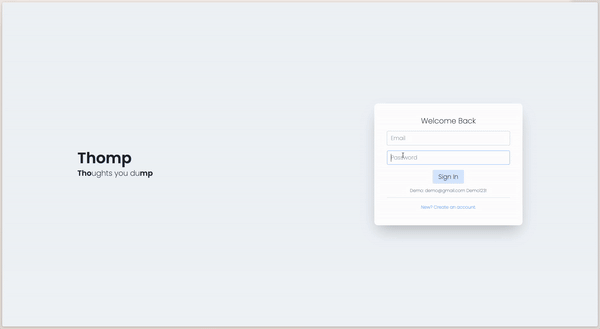 Welcome Back
Email
Thomp
Password
Thoughts you dump
Sign In
Demo: demo@gmail.com Demo123!
New? Create an account